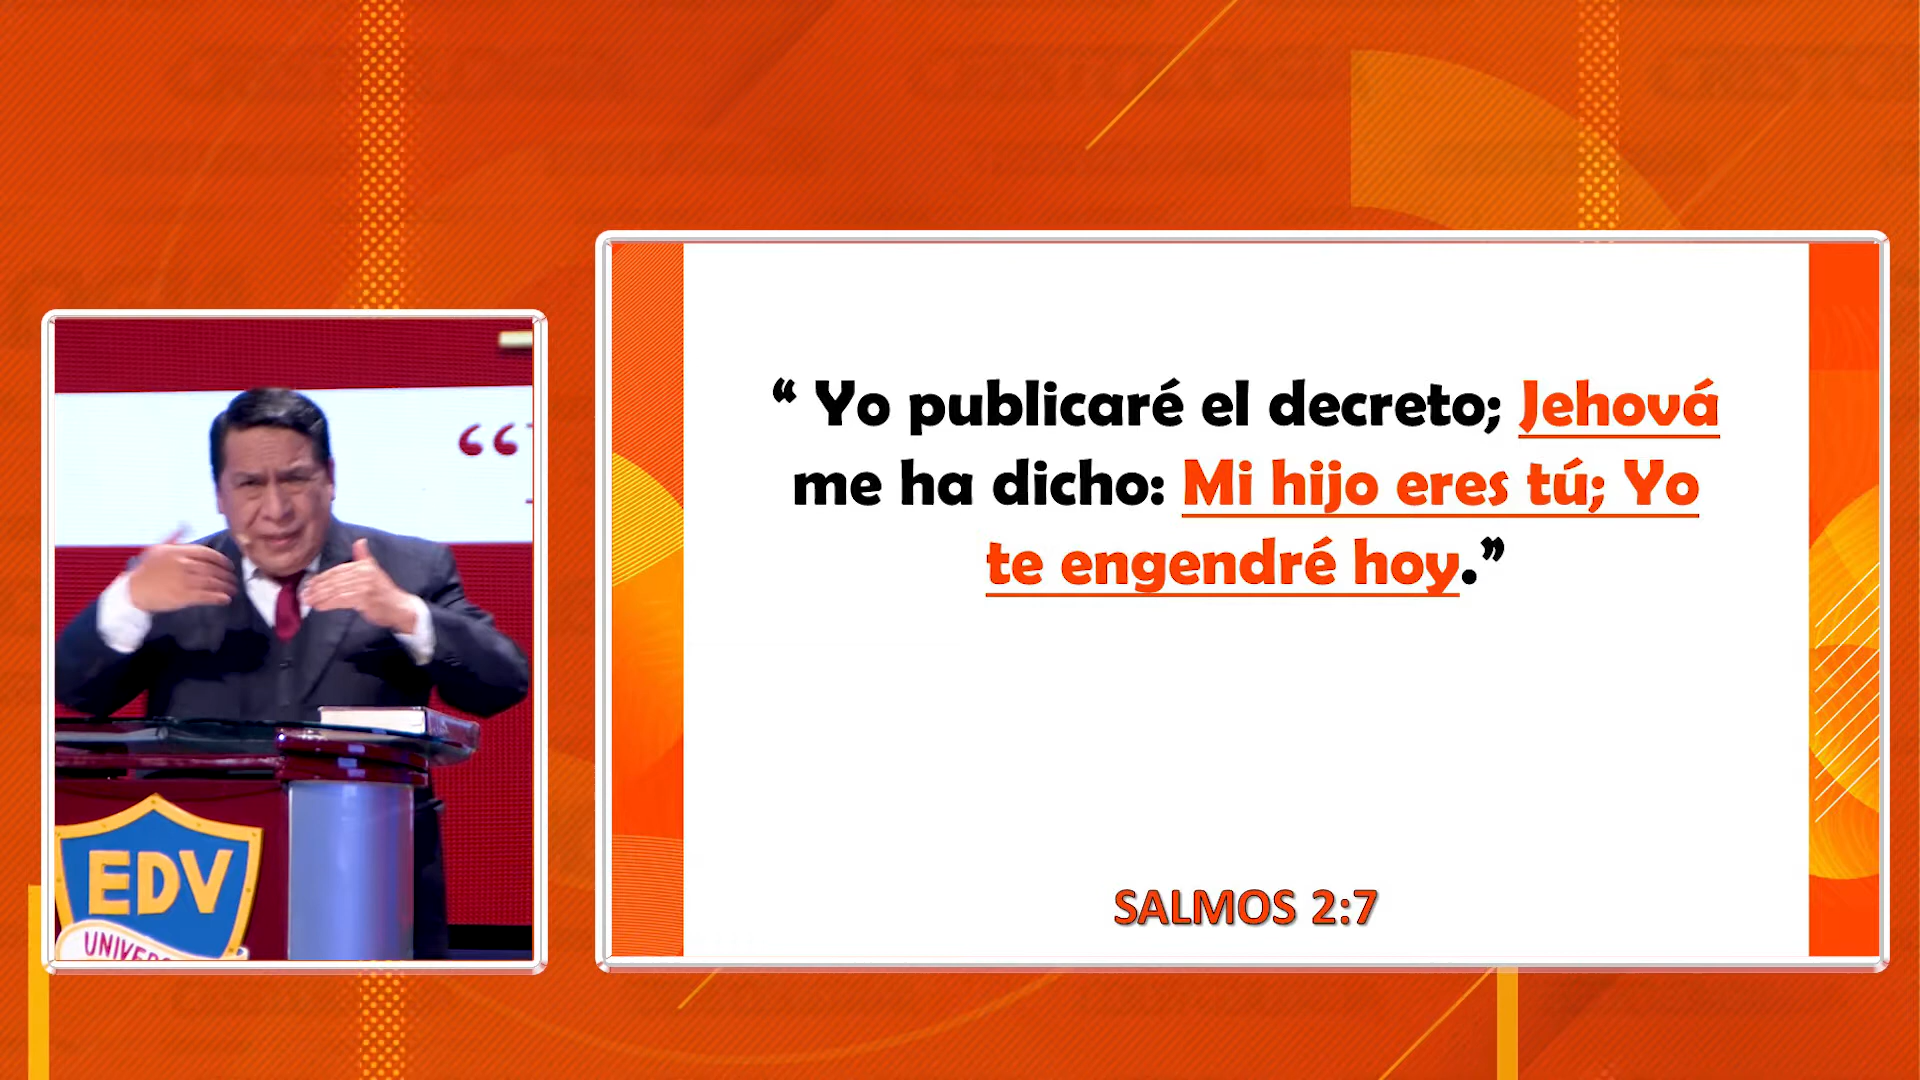 “ Yo publicaré el decreto; Jehová
me ha dicho: Mi hijo eres tú; Yo
te engendré hoy.”
SALMOS 2:7
“
EDV